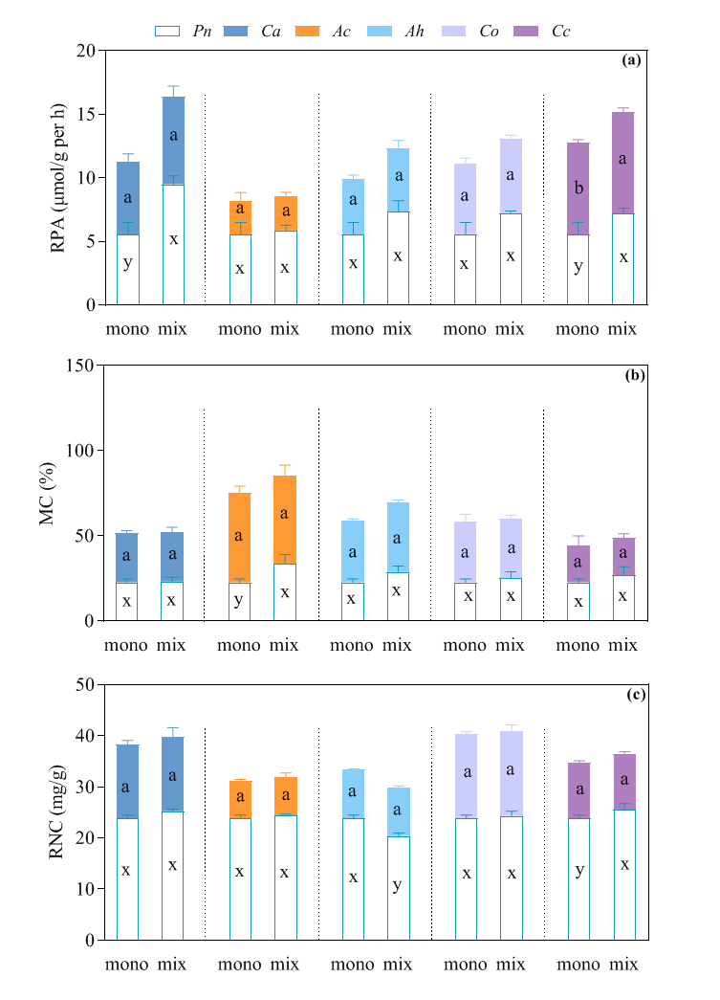 Pn Ca Ac Ah Co Cc
(a)
RPA (μmol/g per h)
20
15
10
5
0
a a a a a a a a b a
y x x x x x x x y x
mono mix mono mix mono mix mono mix mono mix
(b)
MC (%)
150
100
50
0
a a a a a a a a a a
x x y x x x x x x x
mono mix mono mix mono mix mono mix mono mix
(c)
RNC (mg/g)
50
40
30
20
10
0
a a a a a a a a a a
x x x x x y x x y x
mono mix mono mix mono mix mono mix mono mix